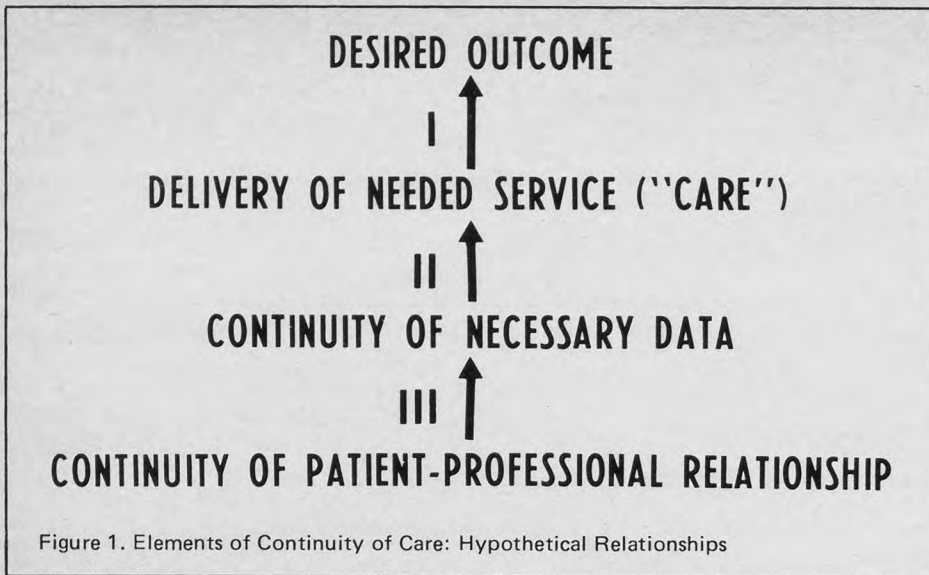 DESIRED OUTCOME
I
DELIVERY OF NEEDED SERVICE (“CARE”)
II
CONTINUITY OF NECESSARY DATA
III
CONTINUITY OF PATIENT-PROFESSIONAL RELATIONSHIP
Figure 1. Elements of Continuity of Care: Hypothetical Relationships